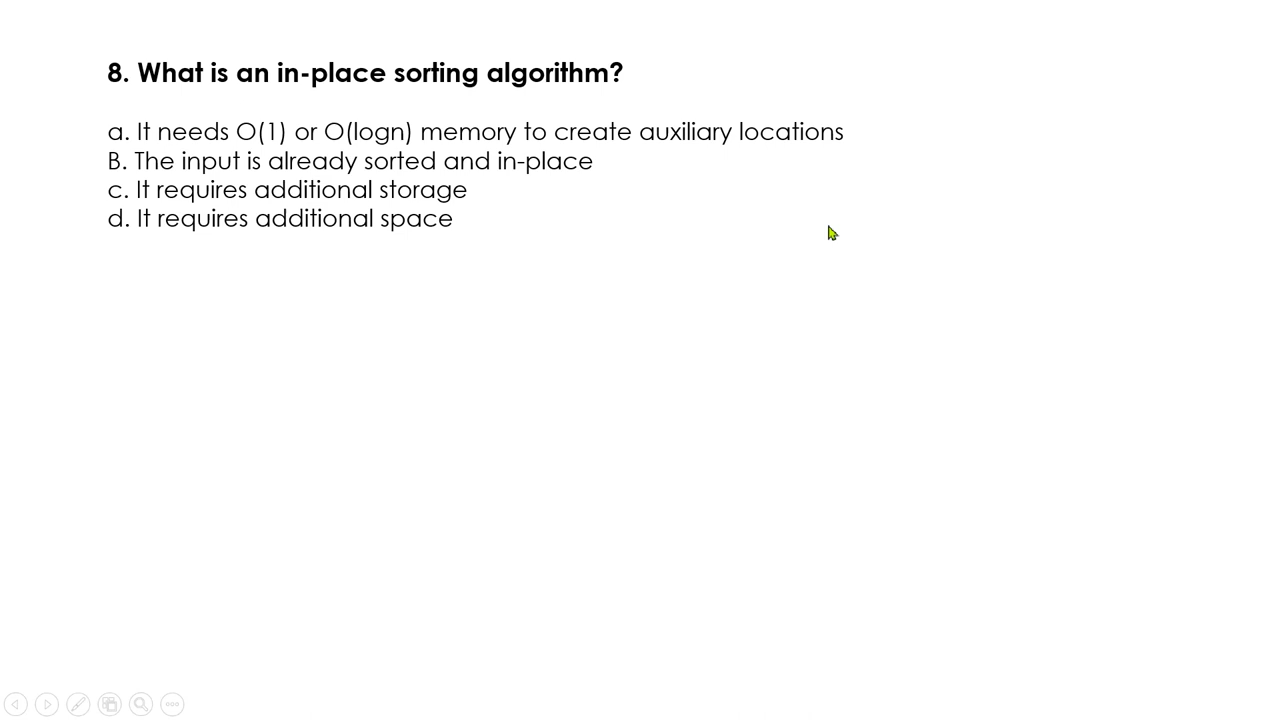 8. What is an in-place sorting algorithm?
a. It needs O(1) or O(logn) memory to create auxiliary locations
B. The input is already sorted and in-place
c. It requires additional storage
d. It requires additional space